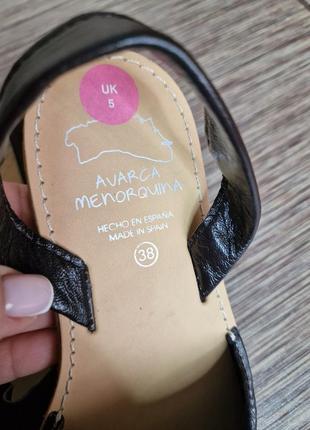 UK
5
AVARCA
MENORQUINA
HECHO EN ESPAÑA
MADE IN SPAIN
38